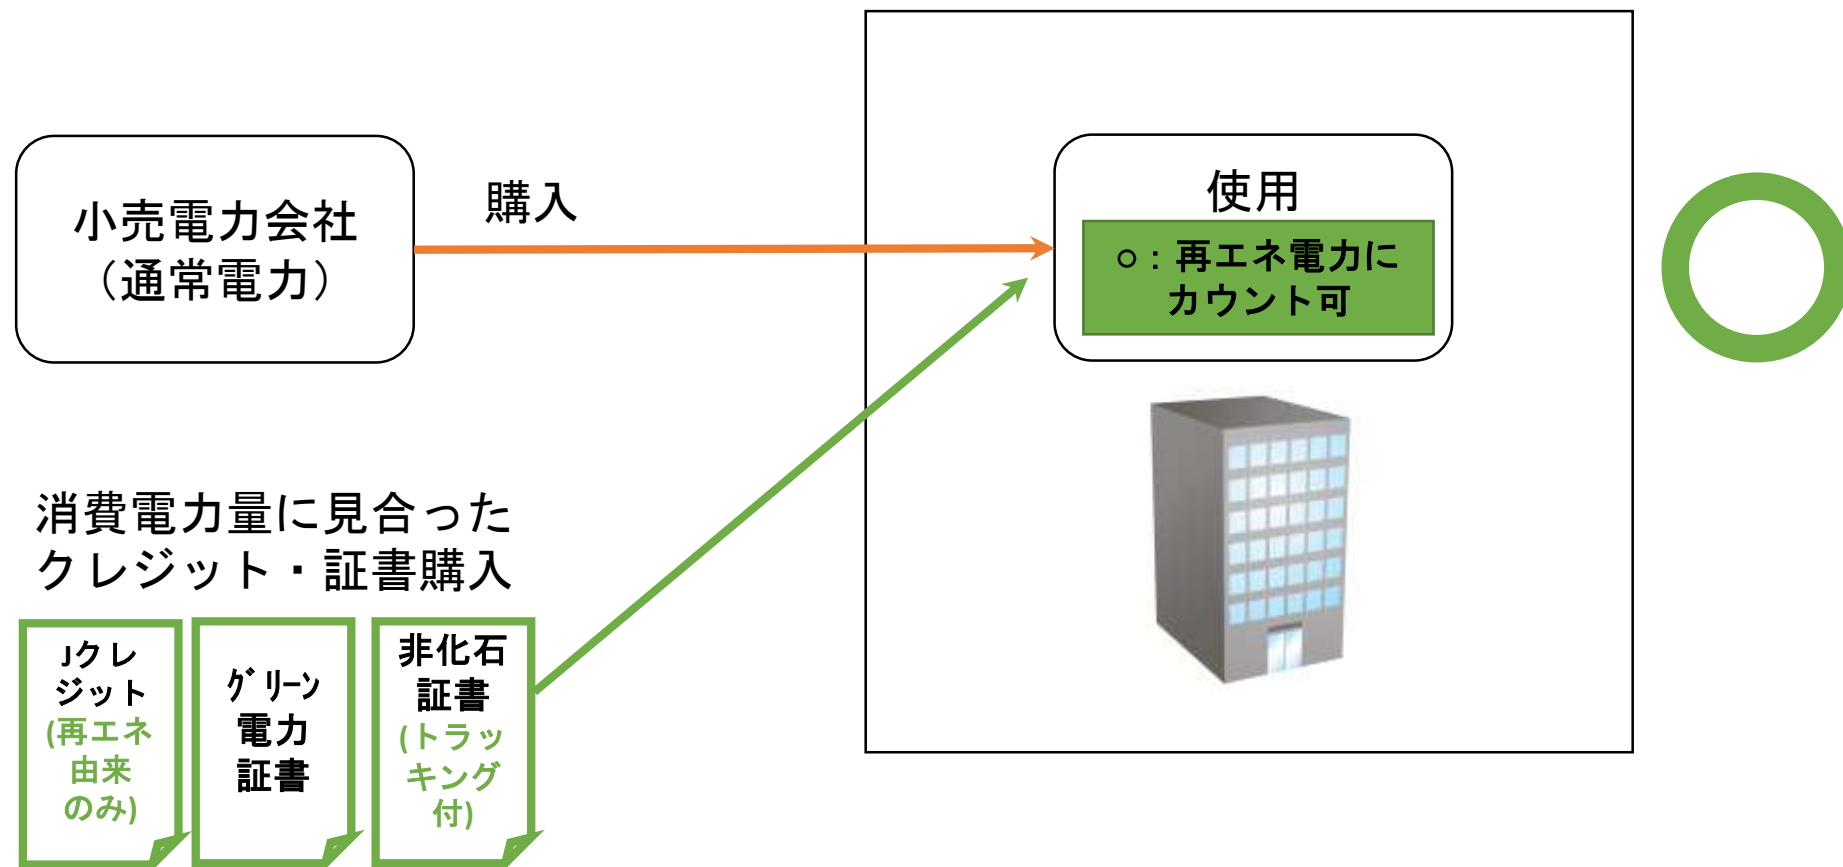 小売電力会社
（通常電力）
購入
使用
○：再エネ電力に
カウント可
消費電力量に見合った
クレジット・証書購入
Jクレ
ジット
(再エネ
由来
のみ)
ｸﾞﾘｰﾝ
電力
証書
非化石
証書
(トラッ
キング
付)